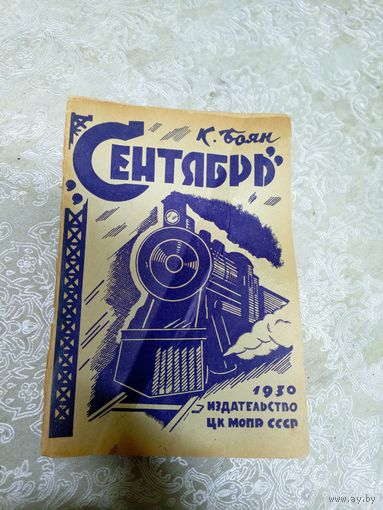 К. Боян
„Сентябрь“
1930
ИЗДАТЕЛЬСТВО
ЦК МОПР СССР
www.ay.by